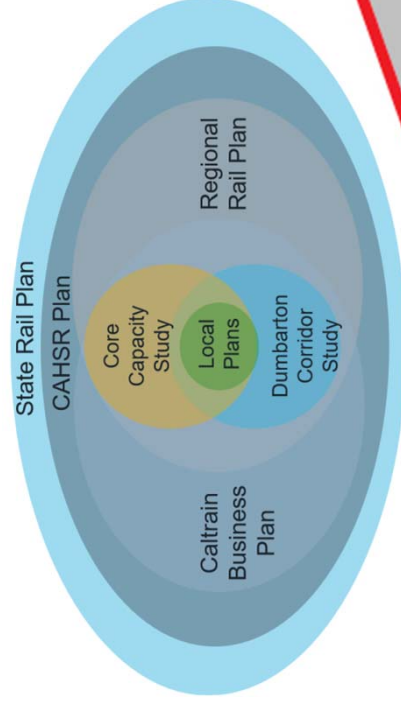 State Rail Plan
CAHSR Plan
Core
Capacity
Study
Caltrain
Business
Plan
Local
Plans
Regional
Rail Plan
Dumbarton
Corridor
Study